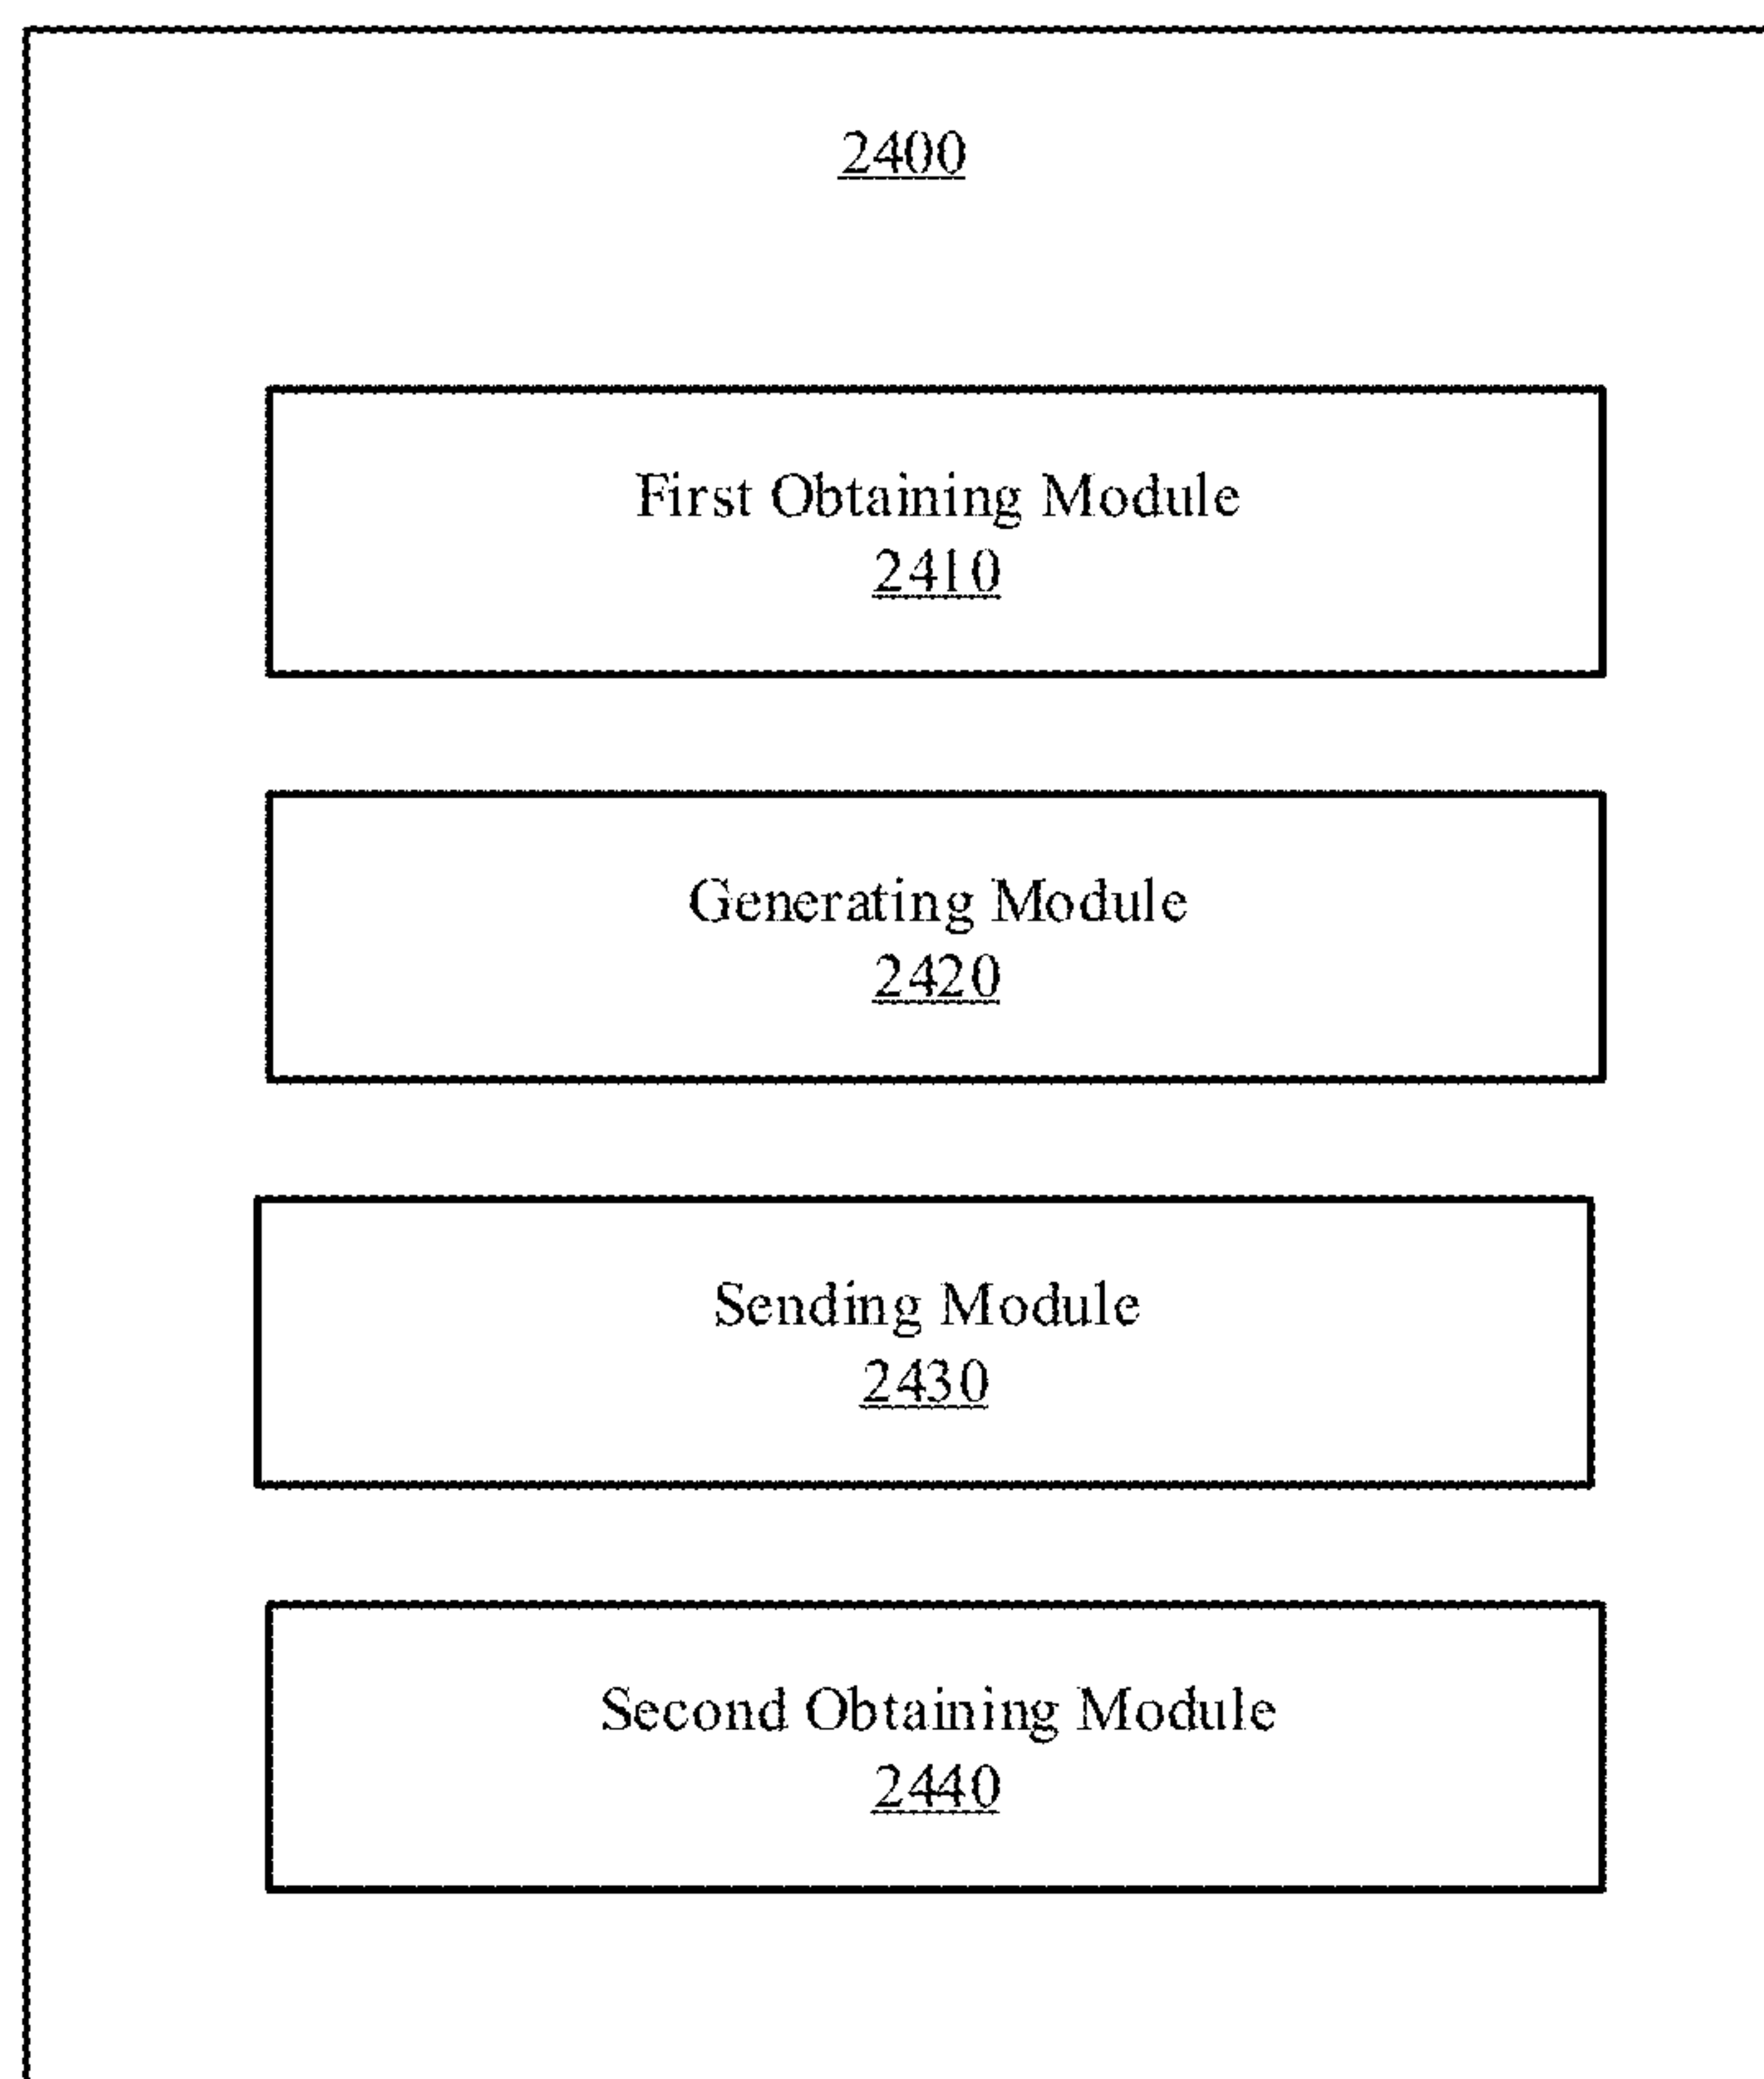 2400
First Obtaining Module
2410
Generating Module
2420
Sending Module
2430
Second Obtaining Module
2440